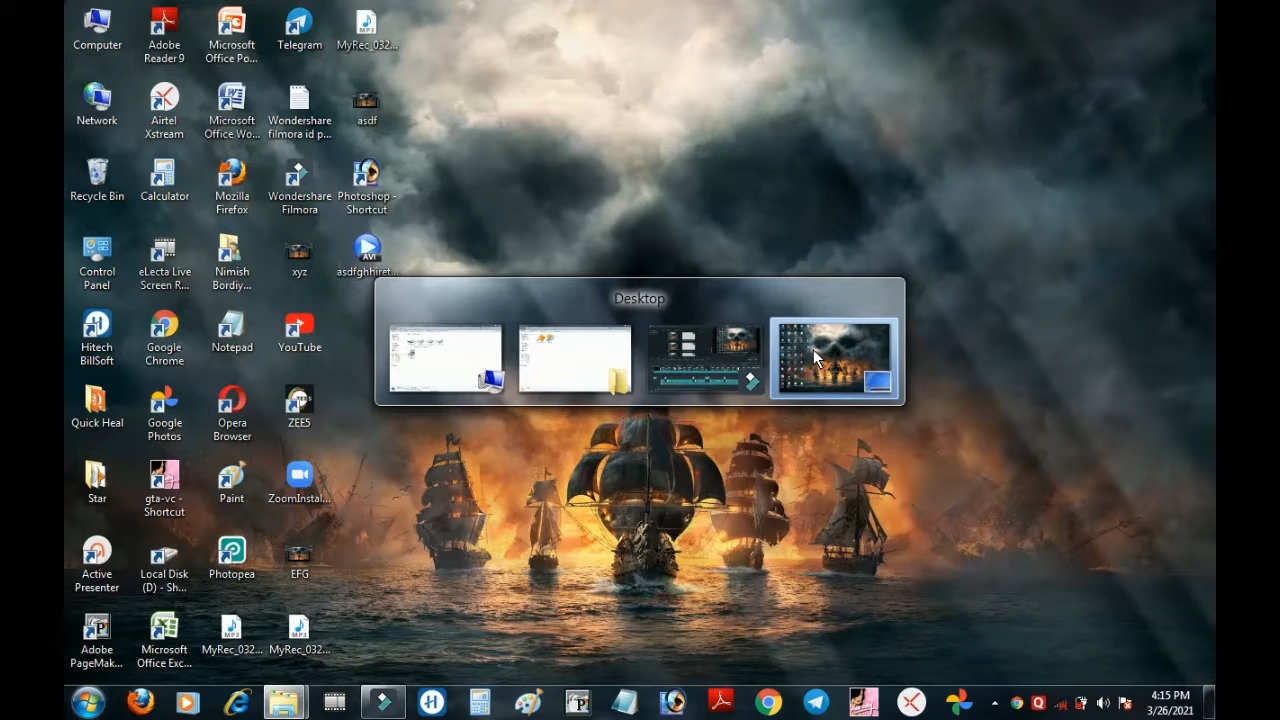 Computer
Adobe
Reader 9
Microsoft
Office Po...
Telegram
MyRec_032...
Network
Airtel
Xstream
Microsoft
Office Wo...
Wondershare
filmora id p...
asdf
Recycle Bin
Calculator
Mozilla
Firefox
Wondershare
Filmora
Photoshop -
Shortcut
Control
Panel
eLecta Live
Screen R...
Nimish
Bordiy...
xyz
asdfghhiret...
Desktop
Hitech
BillSoft
Google
Chrome
Notepad
YouTube
Quick Heal
Google
Photos
Opera
Browser
ZEE5
Star
gta-vc -
Shortcut
Paint
ZoomInstal...
Active
Presenter
Local Disk
(D) - Sh...
Photopea
EFG
Adobe
PageMak...
Microsoft
Office Exc...
MyRec_032...
MyRec_032...
4:15 PM
3/26/2021